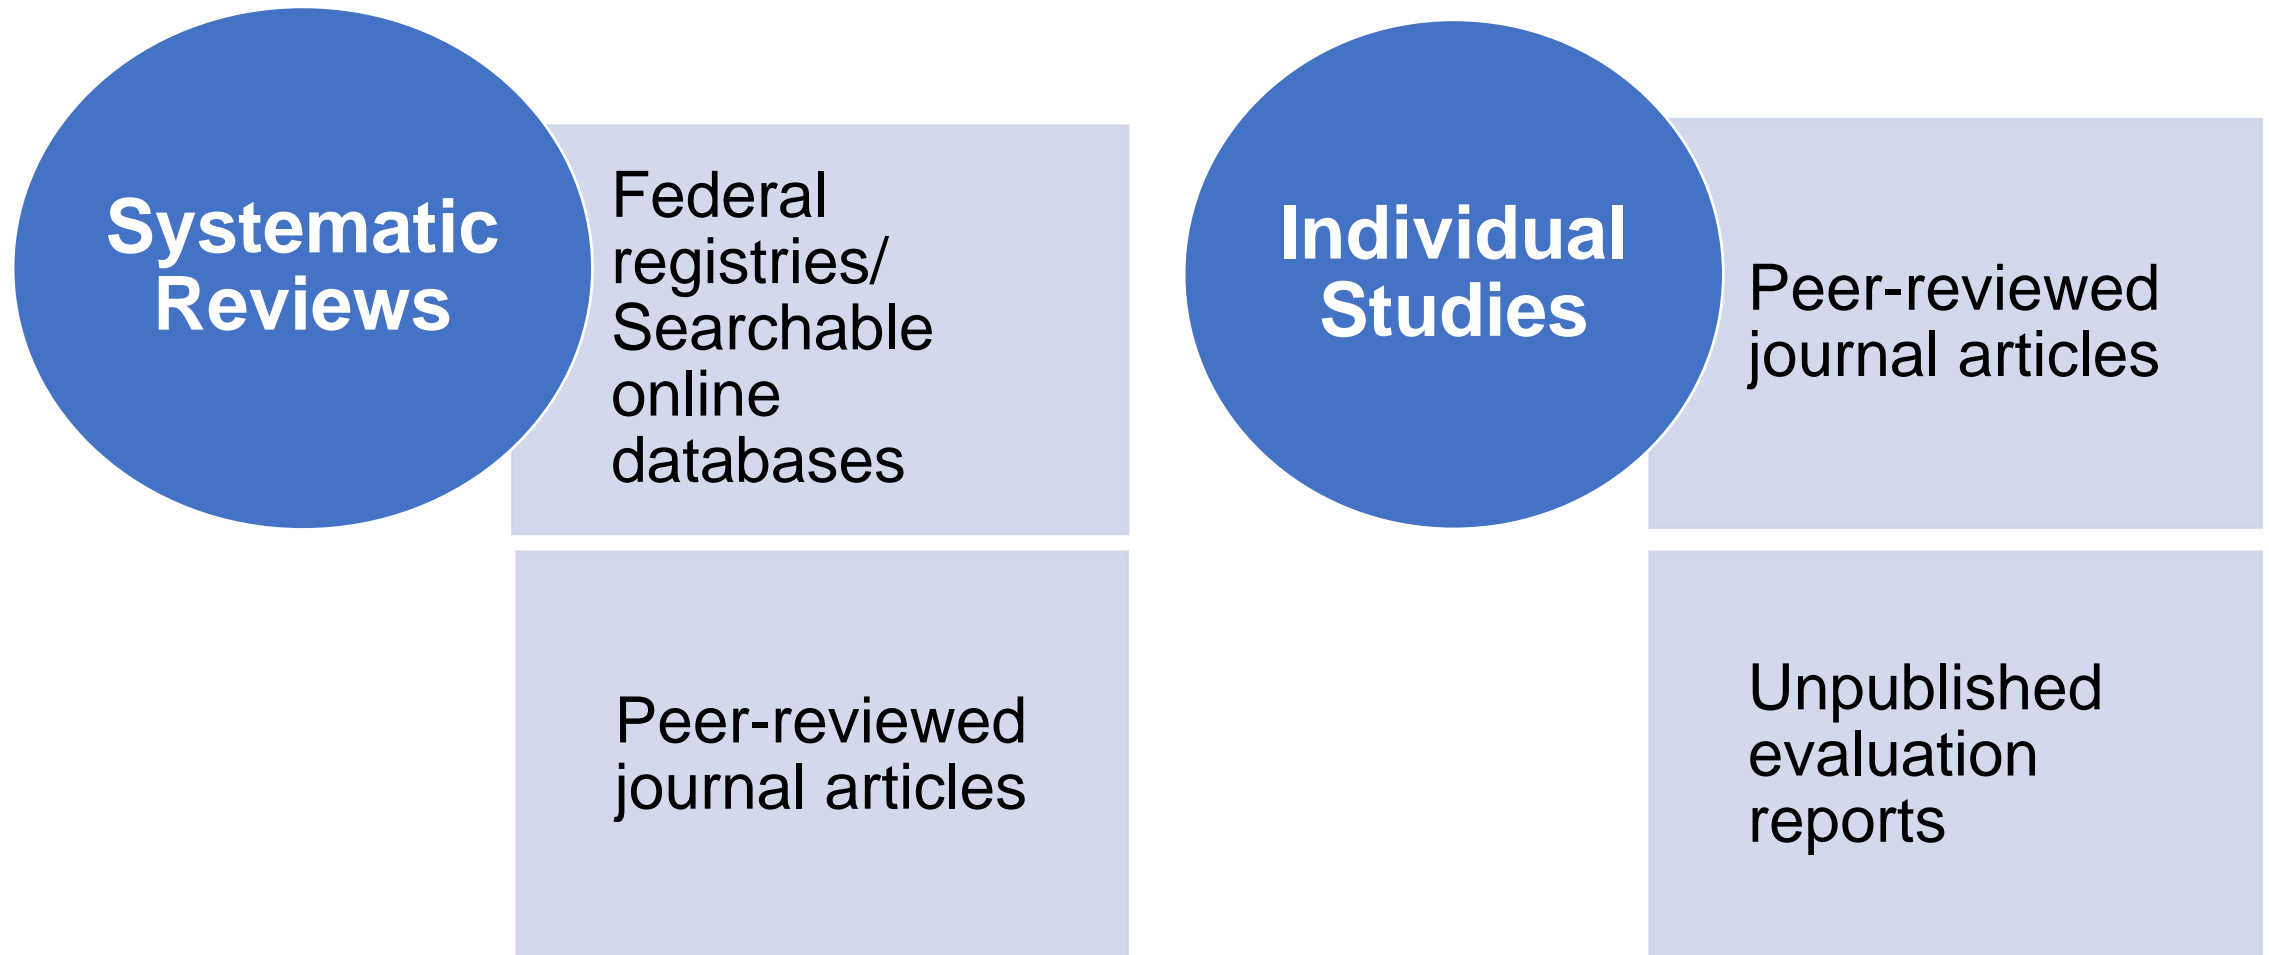 Systematic
Reviews
Federal
registries/
Searchable
online
databases
Peer-reviewed
journal articles
Individual
Studies
Peer-reviewed
journal articles
Unpublished
evaluation
reports